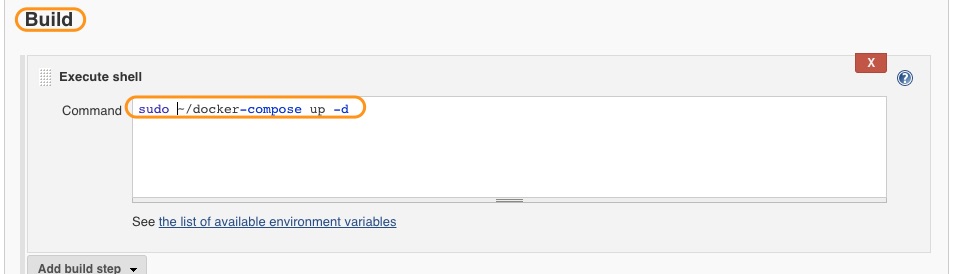 Build
X
Execute shell
?
Command sudo ~/docker-compose up -d
See the list of available environment variables
Add build step